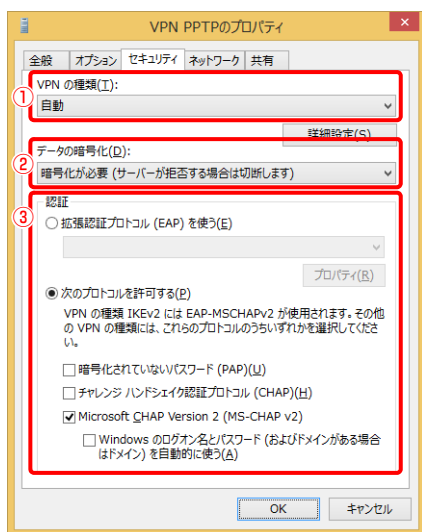 VPN PPTPのプロパティ
×
全般 オプション セキュリティ ネットワーク 共有
① VPN の種類(T):
自動
詳細設定(S)
② データの暗号化(D):
暗号化が必要 (サーバーが拒否する場合は切断します)
③ 認証
拡張認証プロトコル (EAP) を使う(E)
プロパティ(R)
次のプロトコルを許可する(P)
VPN の種類 IKEv2 には EAP-MSCHAPv2 が使用されます。その他
の VPN の種類には、これらのプロトコルのうちいずれかを選択してくださ
い。
暗号化されていないパスワード (PAP)(U)
チャレンジ ハンドシェイク認証プロトコル (CHAP)(H)
Microsoft CHAP Version 2 (MS-CHAP v2)
Windows のログオン名とパスワード (およびドメインがある場合
はドメイン) を自動的に使う(A)
OK キャンセル